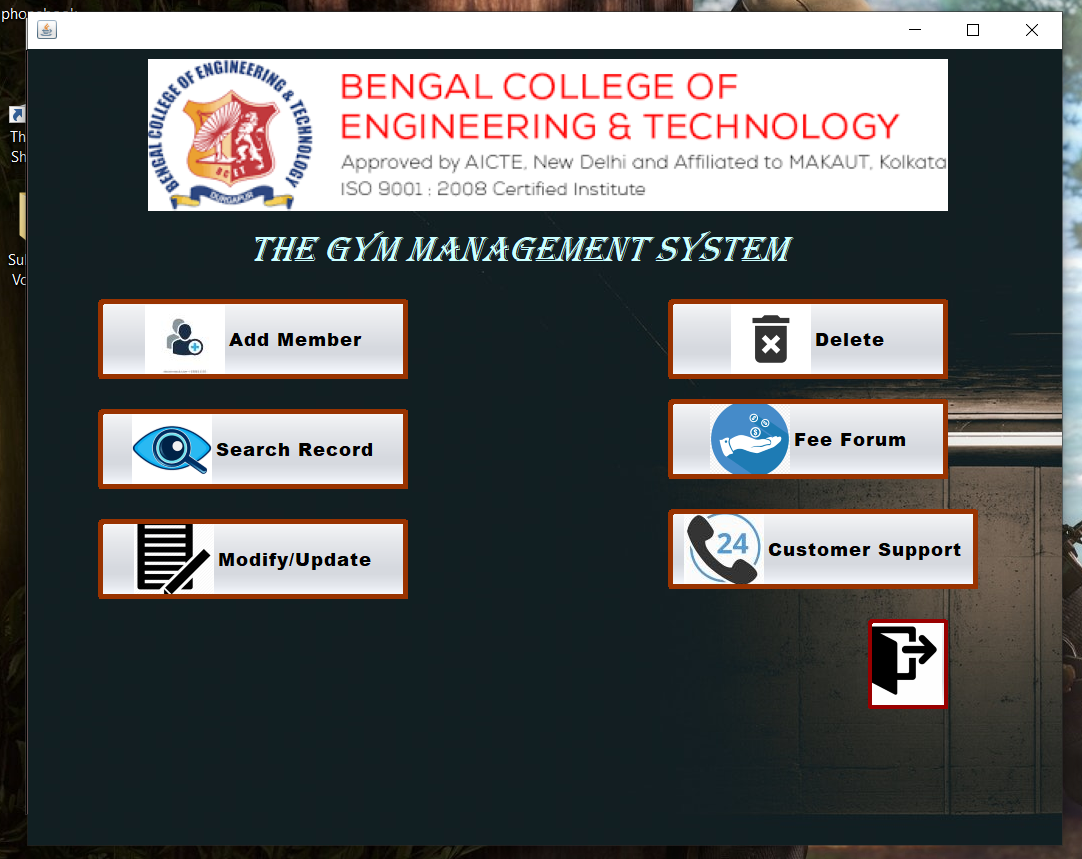 phonebook
Th
Sh
Su
Vo
BENGAL COLLEGE OF ENGINEERING & TECHNOLOGY
BCET
DURGAPUR
BENGAL COLLEGE OF
ENGINEERING & TECHNOLOGY
Approved by AICTE, New Delhi and Affiliated to MAKAUT, Kolkata
ISO 9001 : 2008 Certified Institute
THE GYM MANAGEMENT SYSTEM
Add Member
Delete
Search Record
Fee Forum
Modify/Update
24
Customer Support